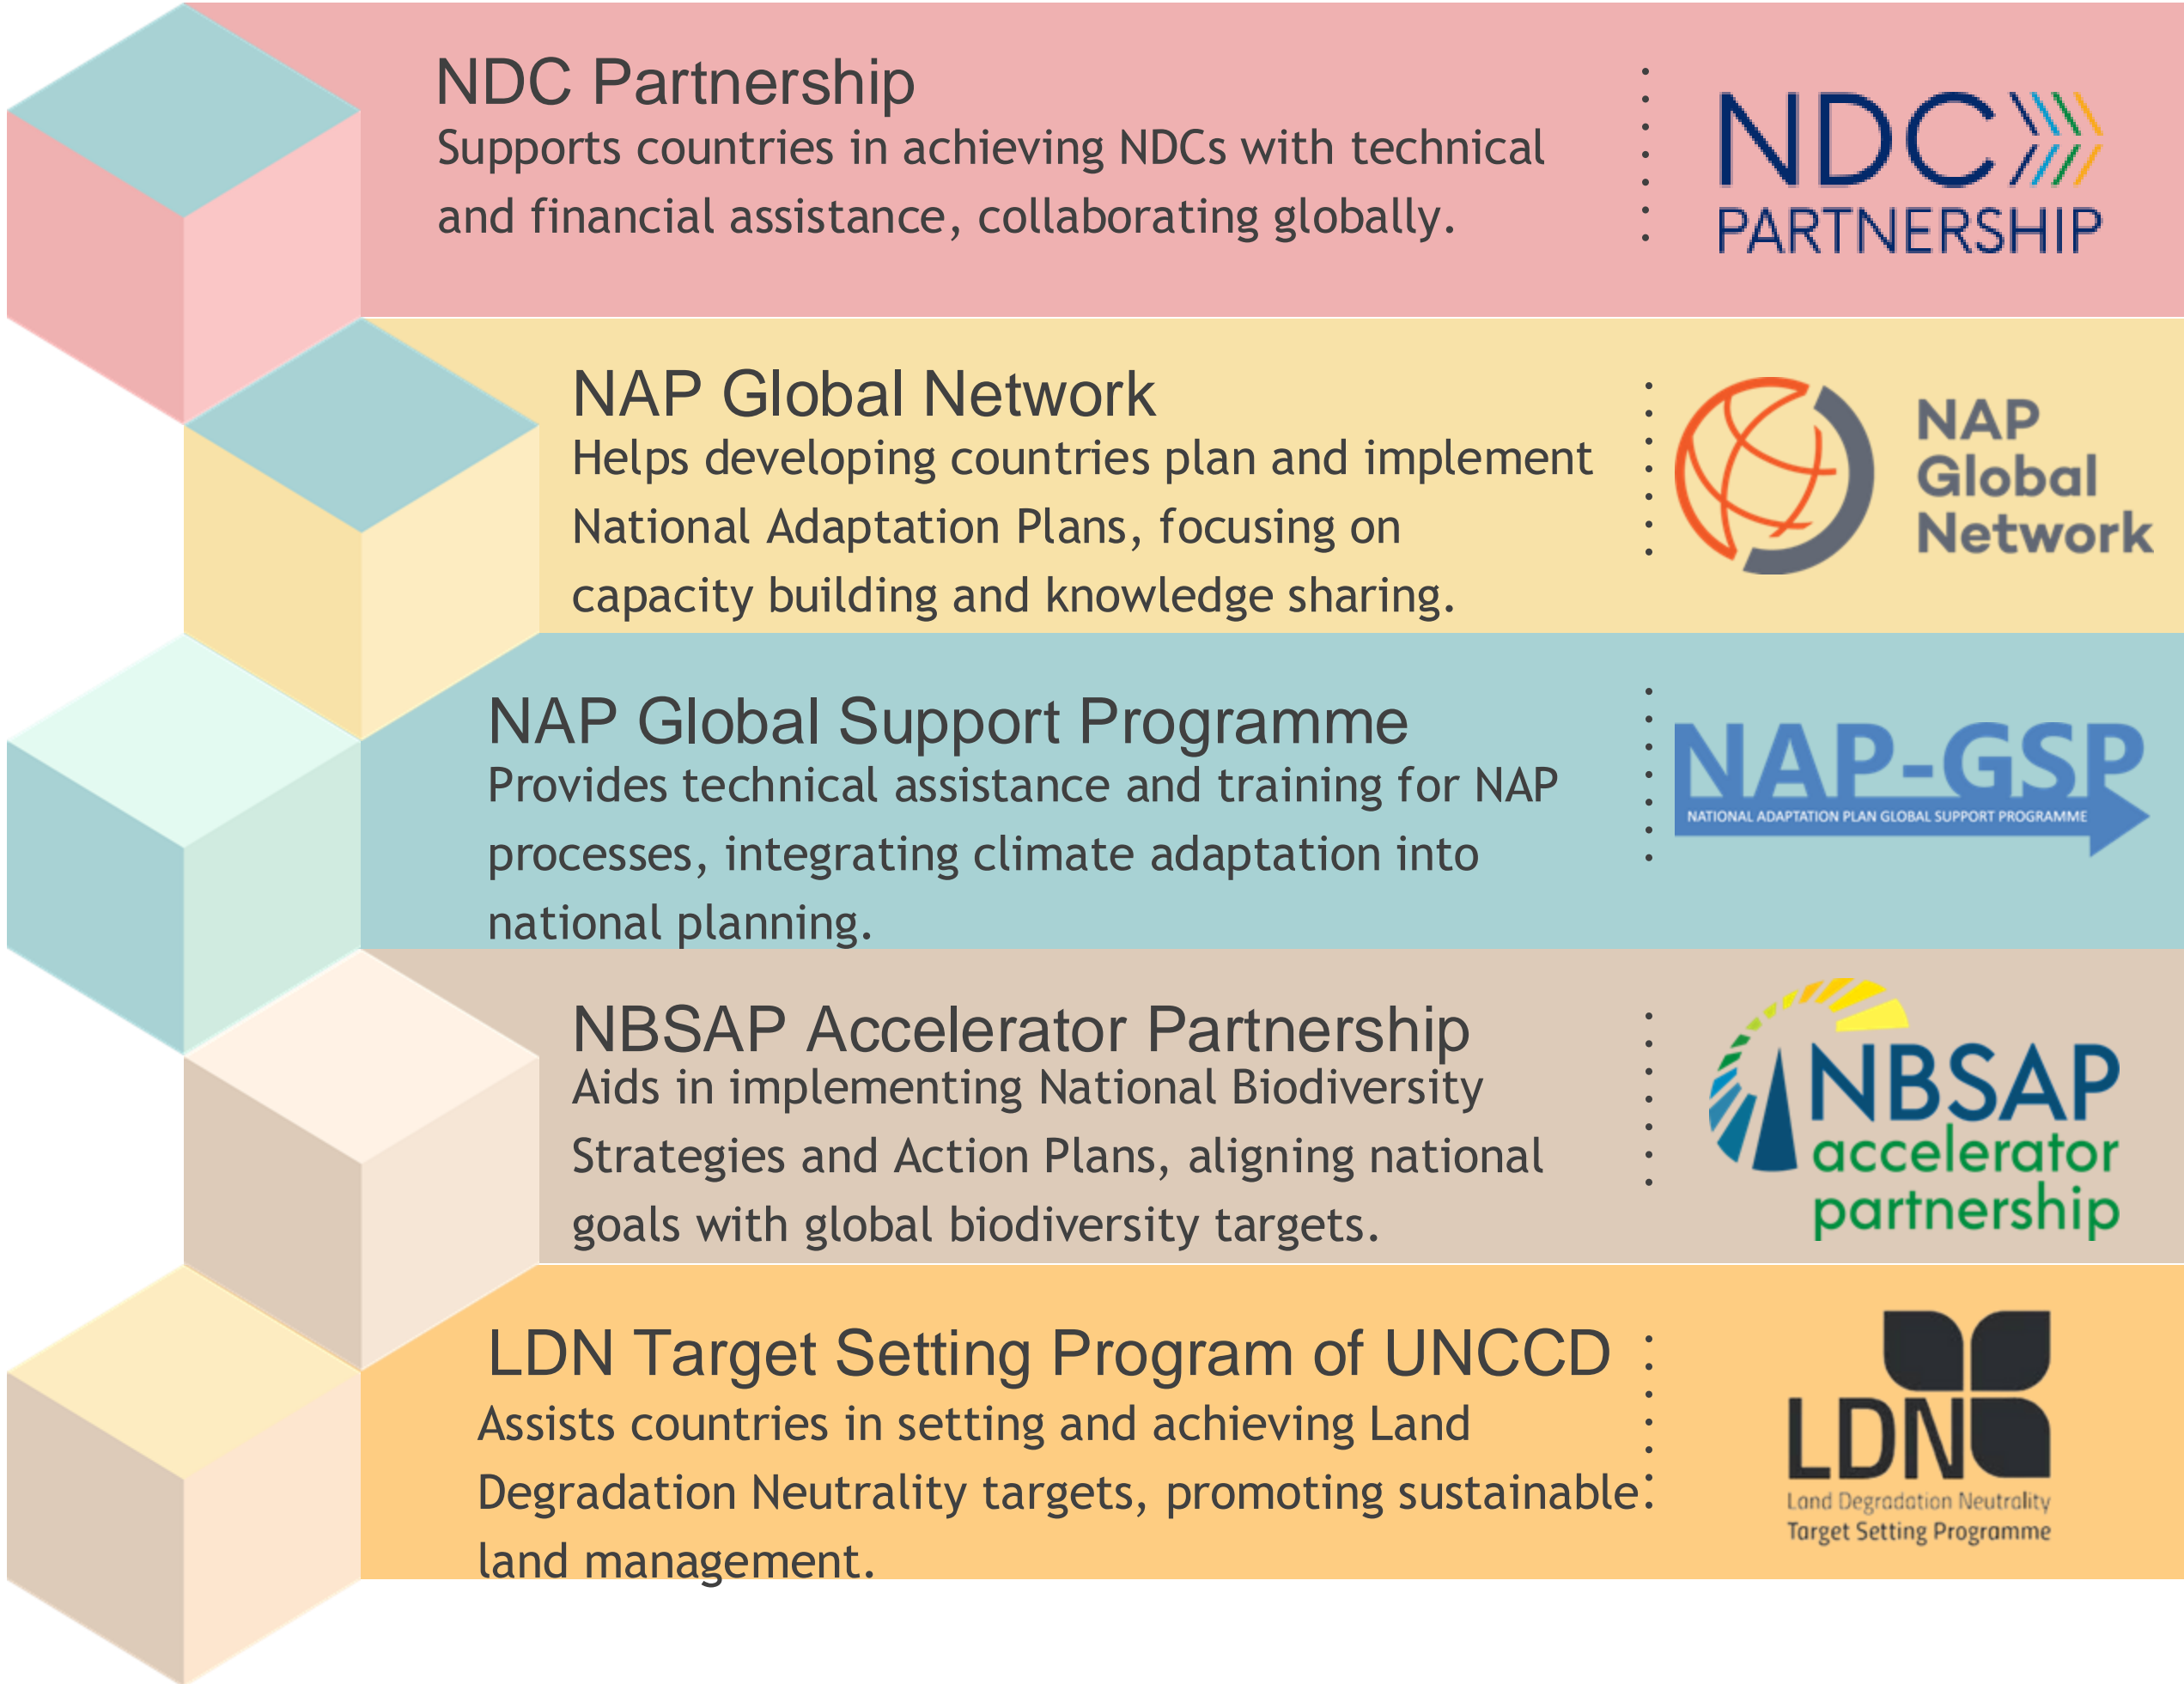 NDC Partnership
Supports countries in achieving NDCs with technical
and financial assistance, collaborating globally.
NDC
PARTNERSHIP
NAP Global Network
Helps developing countries plan and implement
National Adaptation Plans, focusing on
capacity building and knowledge sharing.
NAP
Global
Network
NAP Global Support Programme
Provides technical assistance and training for NAP
processes, integrating climate adaptation into
national planning.
NAP-GSP
NATIONAL ADAPTATION PLAN GLOBAL SUPPORT PROGRAMME
NBSAP Accelerator Partnership
Aids in implementing National Biodiversity
Strategies and Action Plans, aligning national
goals with global biodiversity targets.
NBSAP
accelerator
partnership
LDN Target Setting Program of UNCCD
Assists countries in setting and achieving Land
Degradation Neutrality targets, promoting sustainable
land management.
LDN
Land Degradation Neutrality
Target Setting Programme